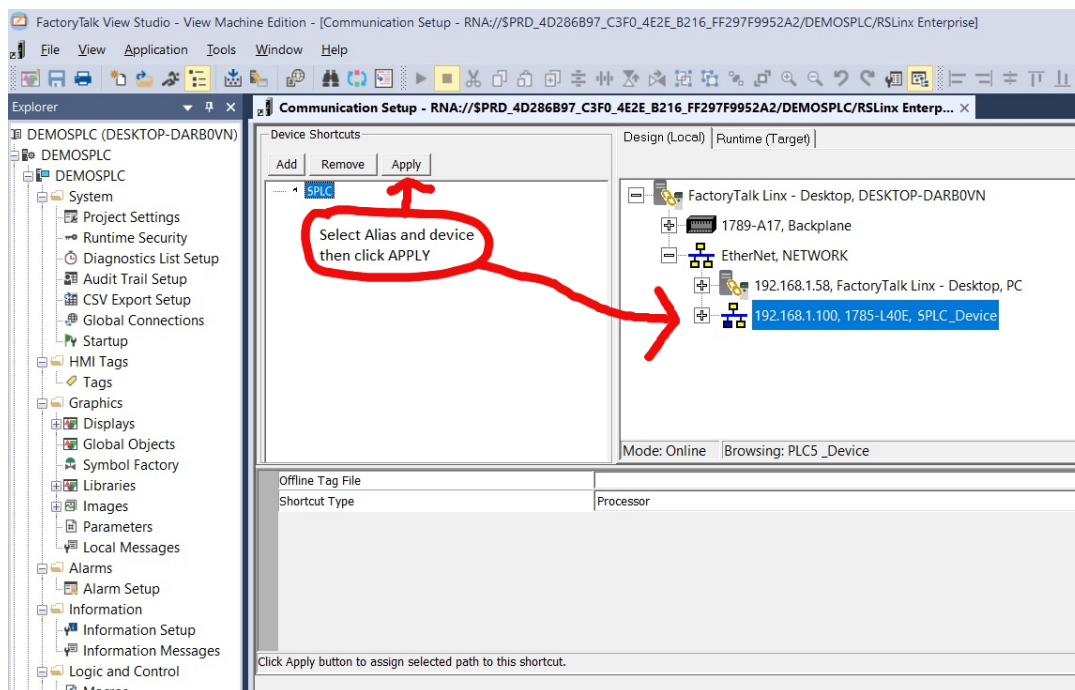 FactoryTalk View Studio - View Machine Edition - [Communication Setup - RNA://$PRD_4D286B97_C3F0_4E2E_B216_FF297F9952A2/DEMOSPLC/RSLinx Enterprise]
File View Application Tools Window Help
Explorer
Communication Setup - RNA://$PRD_4D286B97_C3F0_4E2E_B216_FF297F9952A2/DEMOSPLC/RSLinx Enterp...
DEMOSPLC (DESKTOP-DARB0VN)
DEMOSPLC
DEMOSPLC
System
Project Settings
Runtime Security
Diagnostics List Setup
Audit Trail Setup
CSV Export Setup
Global Connections
Startup
HMI Tags
Tags
Graphics
Displays
Global Objects
Symbol Factory
Libraries
Images
Parameters
Local Messages
Alarms
Alarm Setup
Information
Information Setup
Information Messages
Logic and Control
Macros
Device Shortcuts
Add Remove Apply
5PLC
Select Alias and device
then click APPLY
Design (Local) Runtime (Target)
FactoryTalk Linx - Desktop, DESKTOP-DARB0VN
1789-A17, Backplane
EtherNet, NETWORK
192.168.1.58, FactoryTalk Linx - Desktop, PC
192.168.1.100, 1785-L40E, 5PLC_Device
Mode: Online Browsing: PLC5 _Device
Offline Tag File
Shortcut Type Processor
Click Apply button to assign selected path to this shortcut.